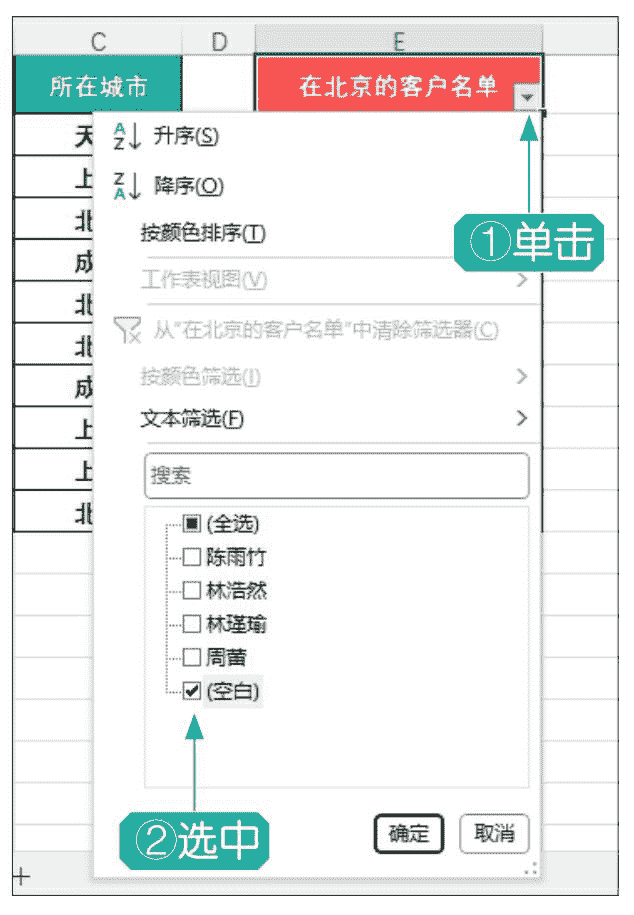 C D E
所在城市 在北京的客户名单
天
上
北
成
北
北
成
上
上
北
升序(S)
降序(O)
按颜色排序(T)
工作表视图(V)
从"在北京的客户名单"中清除筛选器(C)
按颜色筛选(I)
文本筛选(F)
搜索
(全选)
陈雨竹
林浩然
林瑾瑜
周蕾
(空白)
确定 取消
①单击
②选中